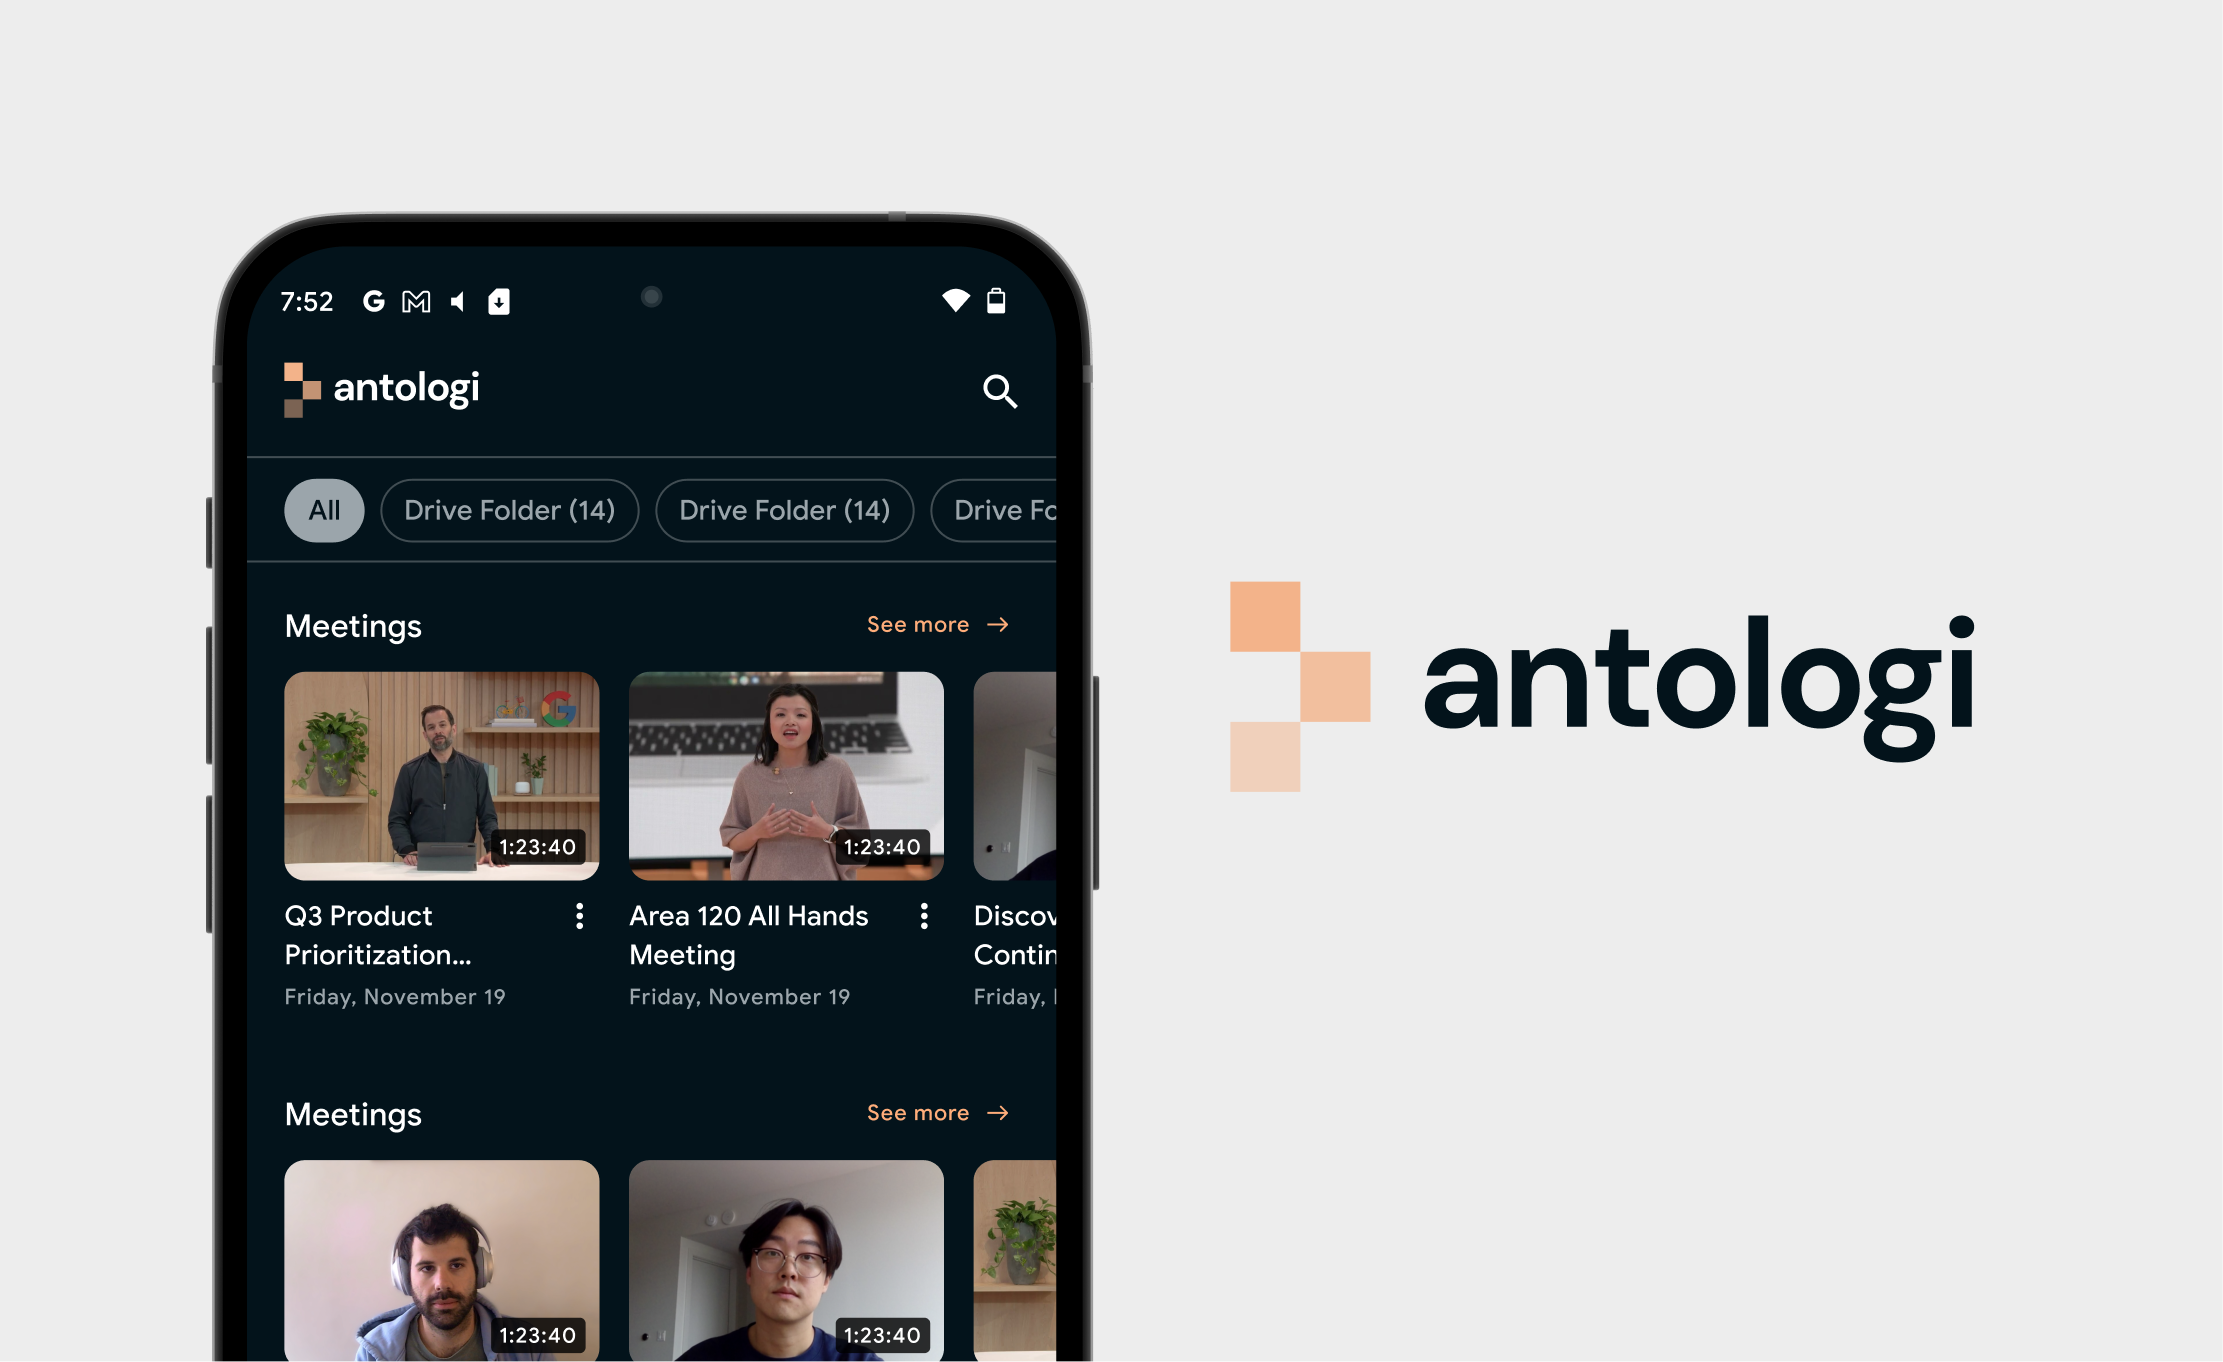 7:52
antologi
All
Drive Folder (14)
Drive Folder (14)
Drive Fo
Meetings
See more →
1:23:40
1:23:40
Q3 Product
Prioritization...
Friday, November 19
Area 120 All Hands
Meeting
Friday, November 19
Discov
Contin
Friday,
Meetings
See more →
1:23:40
1:23:40
antologi